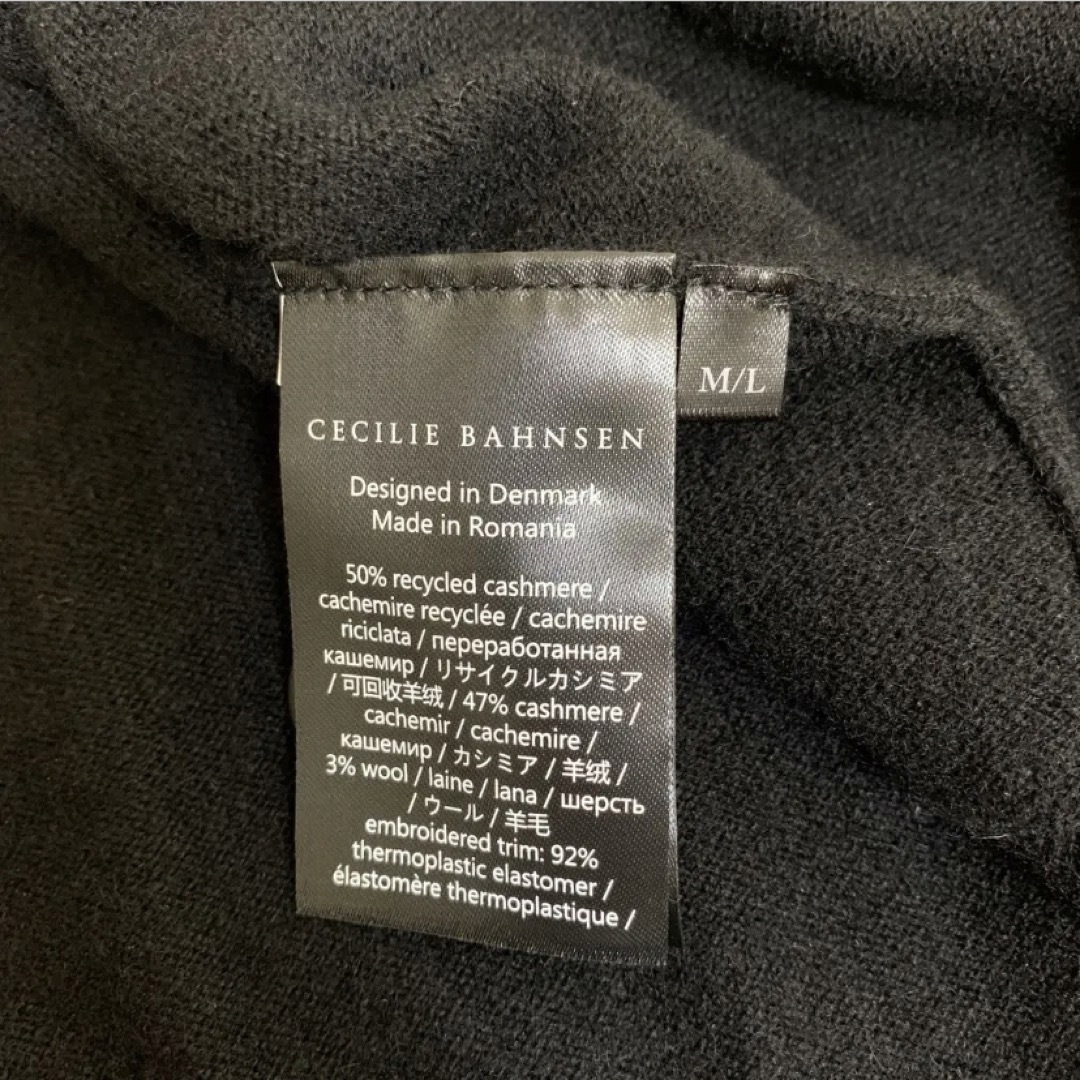 CECILIE BAHNSEN
Designed in Denmark
Made in Romania
50% recycled cashmere /
cachemire recyclée / cachemire
riciclata / переработанная
кашемир / リサイクルカシミア
/ 可回收羊绒 / 47% cashmere /
cachemir / cachemire /
кашемир / カシミア / 羊绒 /
3% wool / laine / lana / шерсть
/ ウール / 羊毛
embroidered trim: 92%
thermoplastic elastomer /
élastomère thermoplastique /
M/L